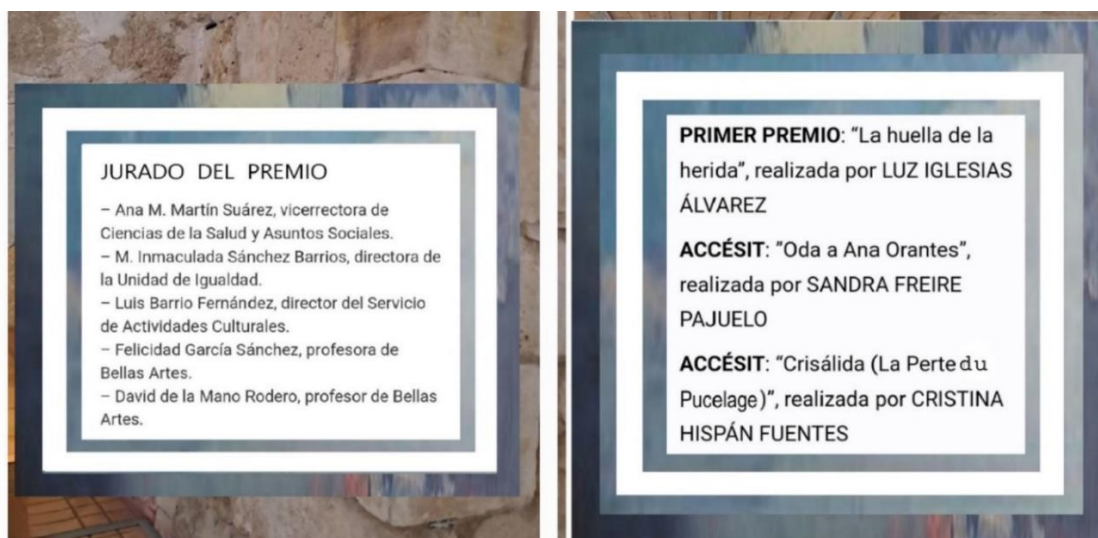 JURADO DEL PREMIO
– Ana M. Martín Suárez, vicerrectora de
Ciencias de la Salud y Asuntos Sociales.
– M. Inmaculada Sánchez Barrios, directora de
la Unidad de Igualdad.
– Luis Barrio Fernández, director del Servicio
de Actividades Culturales.
– Felicidad García Sánchez, profesora de
Bellas Artes.
– David de la Mano Rodero, profesor de Bellas
Artes.
PRIMER PREMIO: “La huella de la
herida”, realizada por LUZ IGLESIAS
ÁLVAREZ
ACCÉSIT: “Oda a Ana Orantes”,
realizada por SANDRA FREIRE
PAJUELO
ACCÉSIT: “Crisálida (La Perte du
Pucelage)”, realizada por CRISTINA
HISPÁN FUENTES